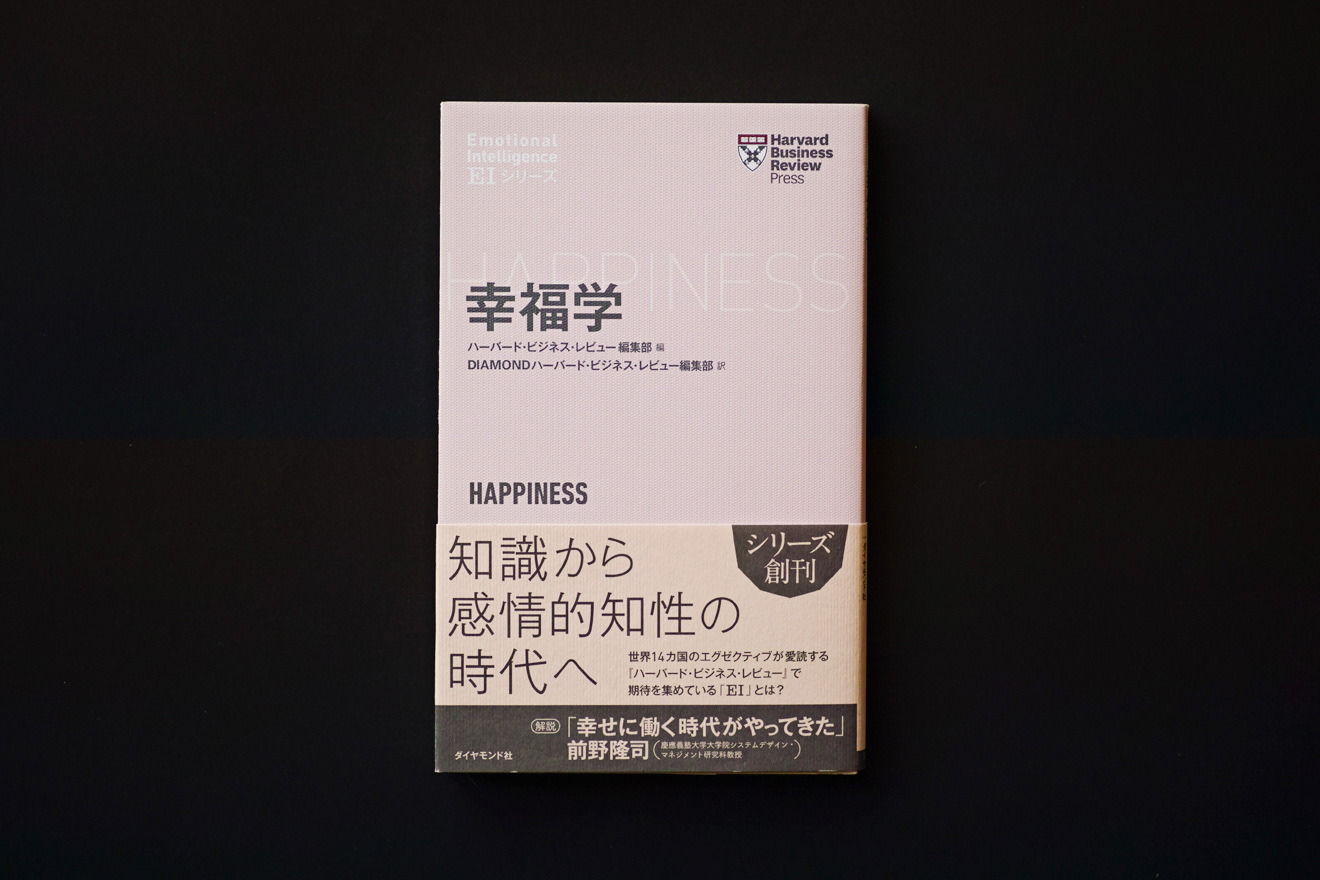 Emotional
Intelligence
EI シリーズ
Harvard
Business
Review
Press
HAPPINESS
幸福学
ハーバード・ビジネス・レビュー編集部 編
DIAMONDハーバード・ビジネス・レビュー編集部 訳
HAPPINESS
シリーズ
創刊
知識から
感情的知性の
時代へ
世界14カ国のエグゼクティブが愛読する
『ハーバード・ビジネス・レビュー』で
期待を集めている「EI」とは?
解説「幸せに働く時代がやってきた」
前野隆司(慶應義塾大学大学院システムデザイン・
マネジメント研究科教授)
ダイヤモンド社